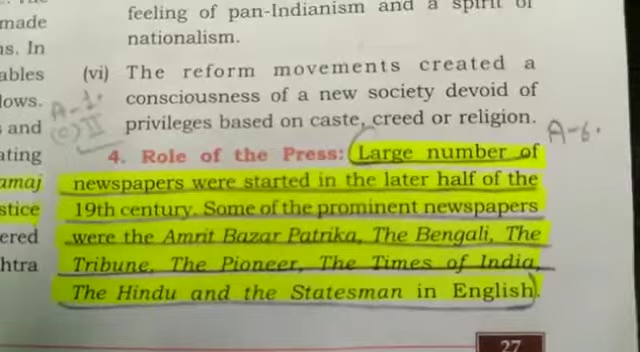 made
ns. In
ables
lows.
and
ating
amaj
stice
ered
htra
feeling of pan-Indianism and a spirit of
nationalism.
(vi) The reform movements created a
consciousness of a new society devoid of
privileges based on caste, creed or religion.
A-1.
(c) II
A-6.
4. Role of the Press: Large number of
newspapers were started in the later half of the
19th century. Some of the prominent newspapers
were the Amrit Bazar Patrika, The Bengali, The
Tribune, The Pioneer, The Times of India,
The Hindu and the Statesman in English.
27